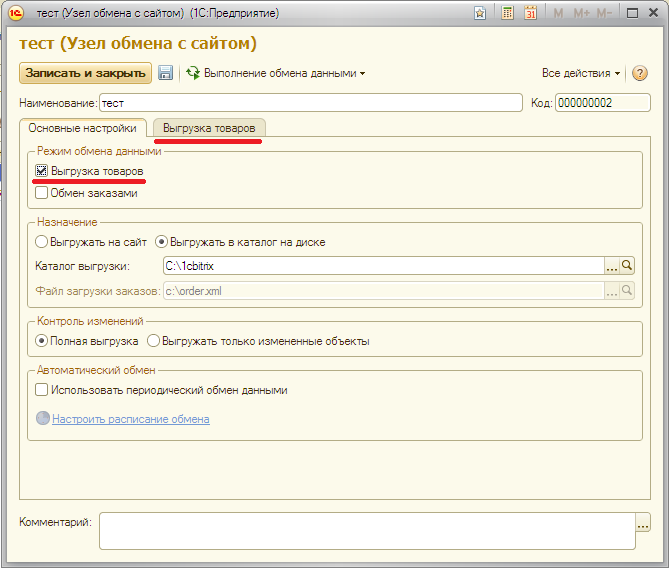 тест (Узел обмена с сайтом) (1С:Предприятие)
31 M M+ M-
тест (Узел обмена с сайтом)
Записать и закрыть Выполнение обмена данными Все действия ?
Наименование: тест Код: 000000002
Основные настройки Выгрузка товаров
Режим обмена данными
Выгрузка товаров
Обмен заказами
Назначение
Выгружать на сайт Выгружать в каталог на диске
Каталог выгрузки: C:\1cbitrix ...
Файл загрузки заказов: c:\order.xml ...
Контроль изменений
Полная выгрузка Выгружать только измененные объекты
Автоматический обмен
Использовать периодический обмен данными
Настроить расписание обмена
Комментарий: ...